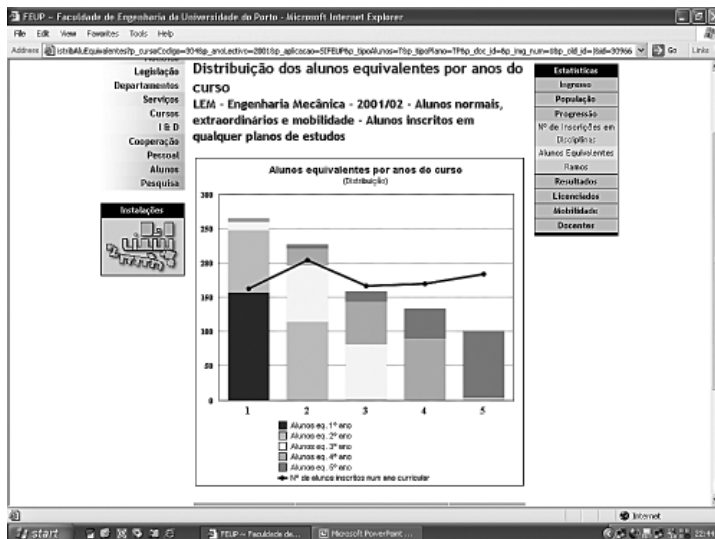 FEUP - Faculdade de Engenharia da Universidade do Porto - Microsoft Internet Explorer
File Edit View Favorites Tools Help
Address Go Links
Legislação
Departamentos
Serviços
Cursos
I & D
Cooperação
Pessoal
Alunos
Pesquisa
Instalações
Distribuição dos alunos equivalentes por anos do
curso
LEM - Engenharia Mecânica - 2001/02 - Alunos normais,
extraordinários e mobilidade - Alunos inscritos em
qualquer planos de estudos
Alunos equivalentes por anos do curso
(Distribuição)
300
250
200
150
100
50
0
1 2 3 4 5
Alunos eq. 1º ano
Alunos eq. 2º ano
Alunos eq. 3º ano
Alunos eq. 4º ano
Alunos eq. 5º ano
Nº de alunos inscritos num ano curricular
Estatísticas
Ingresso
População
Progressão
Nº de Inscrições em
Disciplinas
Alunos Equivalentes
Ramos
Resultados
Licenciados
Mobilidade
Docentes
Internet
start
FEUP - Faculdade de...
Microsoft PowerPoint ...
22:44